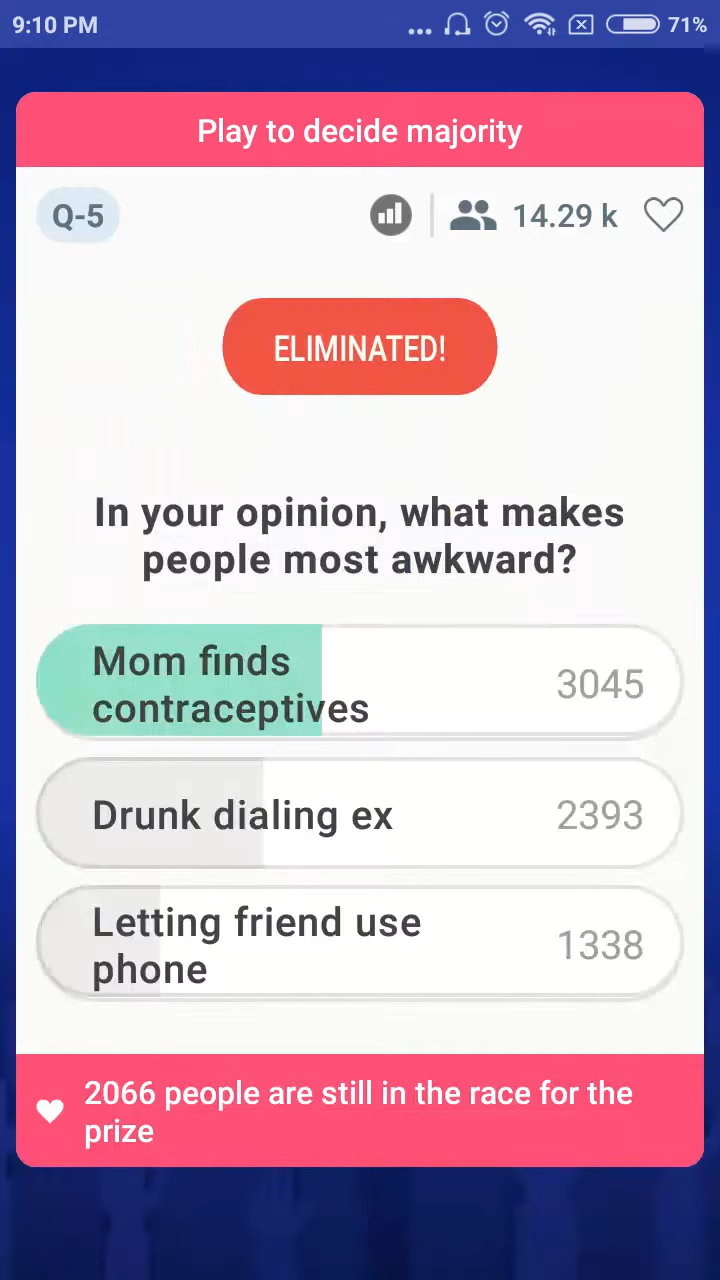 9:10 PM
71%
Play to decide majority
Q-5
14.29 k
ELIMINATED!
In your opinion, what makes
people most awkward?
Mom finds
contraceptives
3045
Drunk dialing ex
2393
Letting friend use
phone
1338
2066 people are still in the race for the
prize